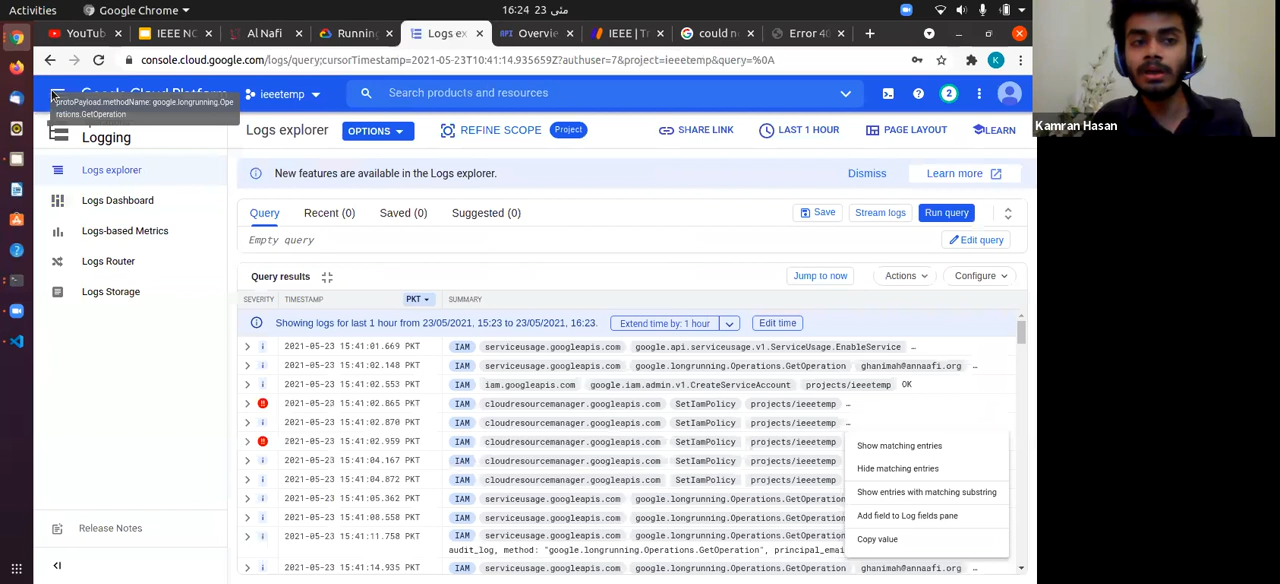 Activities
Google Chrome
16:24 23 مئی
YouTub
IEEE NC
Al Nafi
Running
Logs ex
Overvie
IEEE | Tr
could n
Error 40
console.cloud.google.com/logs/query;cursorTimestamp=2021-05-23T10:41:14.935659Z?authuser=7&project=ieeetemp&query=%0A
K
Google Cloud Platform
ieeetemp
Search products and resources
2
protoPayload.methodName: google.longrunning.Ope
rations.GetOperation
Logging
Logs explorer
OPTIONS
REFINE SCOPE
Project
SHARE LINK
LAST 1 HOUR
PAGE LAYOUT
LEARN
Kamran Hasan
Logs explorer
Logs Dashboard
Logs-based Metrics
Logs Router
Logs Storage
Release Notes
New features are available in the Logs explorer.
Dismiss
Learn more
Query
Recent (0)
Saved (0)
Suggested (0)
Save
Stream logs
Run query
Empty query
Edit query
Query results
Jump to now
Actions
Configure
SEVERITY TIMESTAMP PKT SUMMARY
Showing logs for last 1 hour from 23/05/2021, 15:23 to 23/05/2021, 16:23.
Extend time by: 1 hour
Edit time
2021-05-23 15:41:01.669 PKT IAM serviceusage.googleapis.com google.api.serviceusage.v1.ServiceUsage.EnableService …
2021-05-23 15:41:02.148 PKT IAM serviceusage.googleapis.com google.longrunning.Operations.GetOperation ghanimah@annaafi.org …
2021-05-23 15:41:02.553 PKT IAM iam.googleapis.com google.iam.admin.v1.CreateServiceAccount projects/ieeetemp OK
2021-05-23 15:41:02.865 PKT IAM cloudresourcemanager.googleapis.com SetIamPolicy projects/ieeetemp …
2021-05-23 15:41:02.870 PKT IAM cloudresourcemanager.googleapis.com SetIamPolicy projects/ieeetemp …
2021-05-23 15:41:02.959 PKT IAM cloudresourcemanager.googleapis.com SetIamPolicy projects/ieeetemp
2021-05-23 15:41:04.167 PKT IAM cloudresourcemanager.googleapis.com SetIamPolicy projects/ieeetemp
2021-05-23 15:41:04.872 PKT IAM cloudresourcemanager.googleapis.com SetIamPolicy projects/ieeetemp
2021-05-23 15:41:05.362 PKT IAM serviceusage.googleapis.com google.longrunning.Operations.GetOperation
2021-05-23 15:41:08.558 PKT IAM serviceusage.googleapis.com google.longrunning.Operations.GetOperation
2021-05-23 15:41:11.758 PKT IAM serviceusage.googleapis.com google.longrunning.Operations.GetOperation
audit_log, method: "google.longrunning.Operations.GetOperation", principal_emai
2021-05-23 15:41:14.935 PKT IAM serviceusage.googleapis.com google.longrunning.Operations.GetOperation ghanimah@annaafi.org …
Show matching entries
Hide matching entries
Show entries with matching substring
Add field to Log fields pane
Copy value